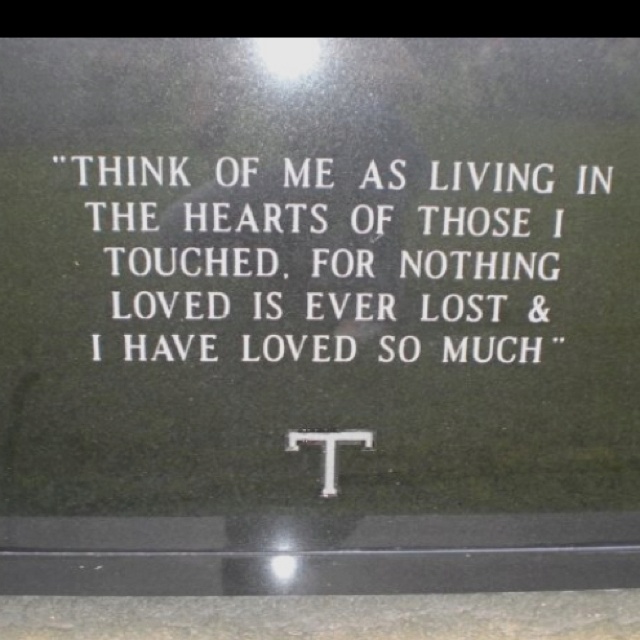 "THINK OF ME AS LIVING IN
THE HEARTS OF THOSE I
TOUCHED. FOR NOTHING
LOVED IS EVER LOST &
I HAVE LOVED SO MUCH"
T